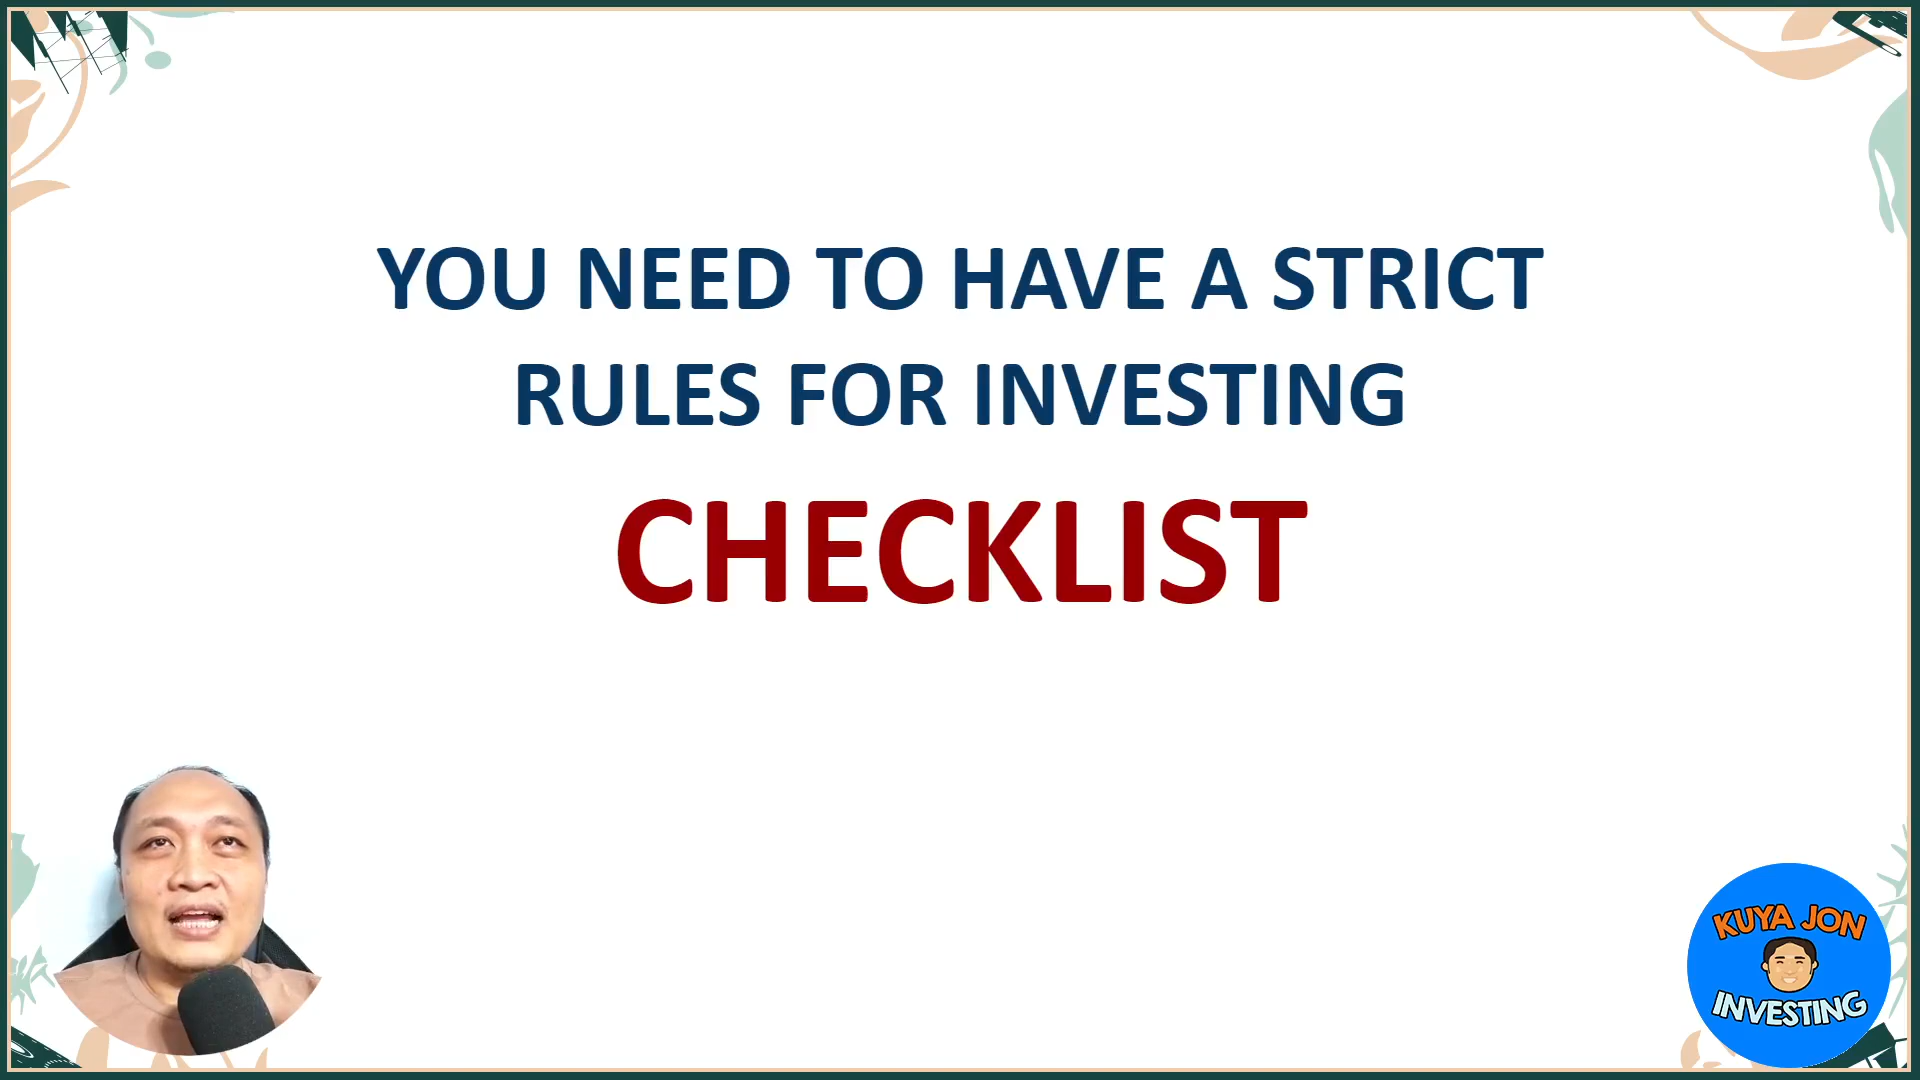 YOU NEED TO HAVE A STRICT
RULES FOR INVESTING
CHECKLIST
KUYA JON
INVESTING